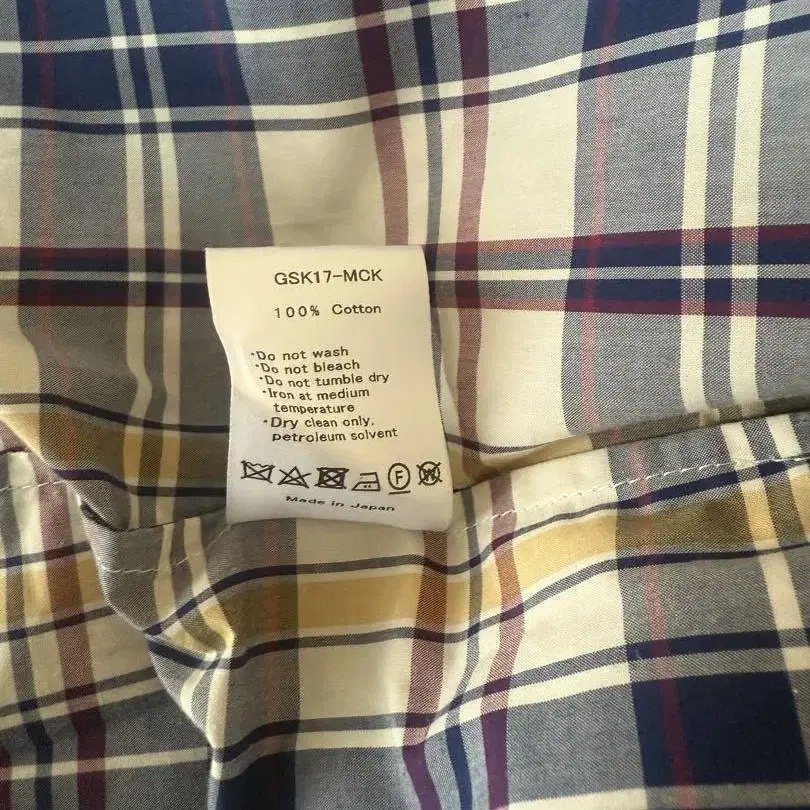 GSK17-MCK
100% Cotton
・Do not wash
・Do not bleach
・Do not tumble dry
・Iron at medium
temperature
・Dry clean only,
petroleum solvent
F W
Made in Japan